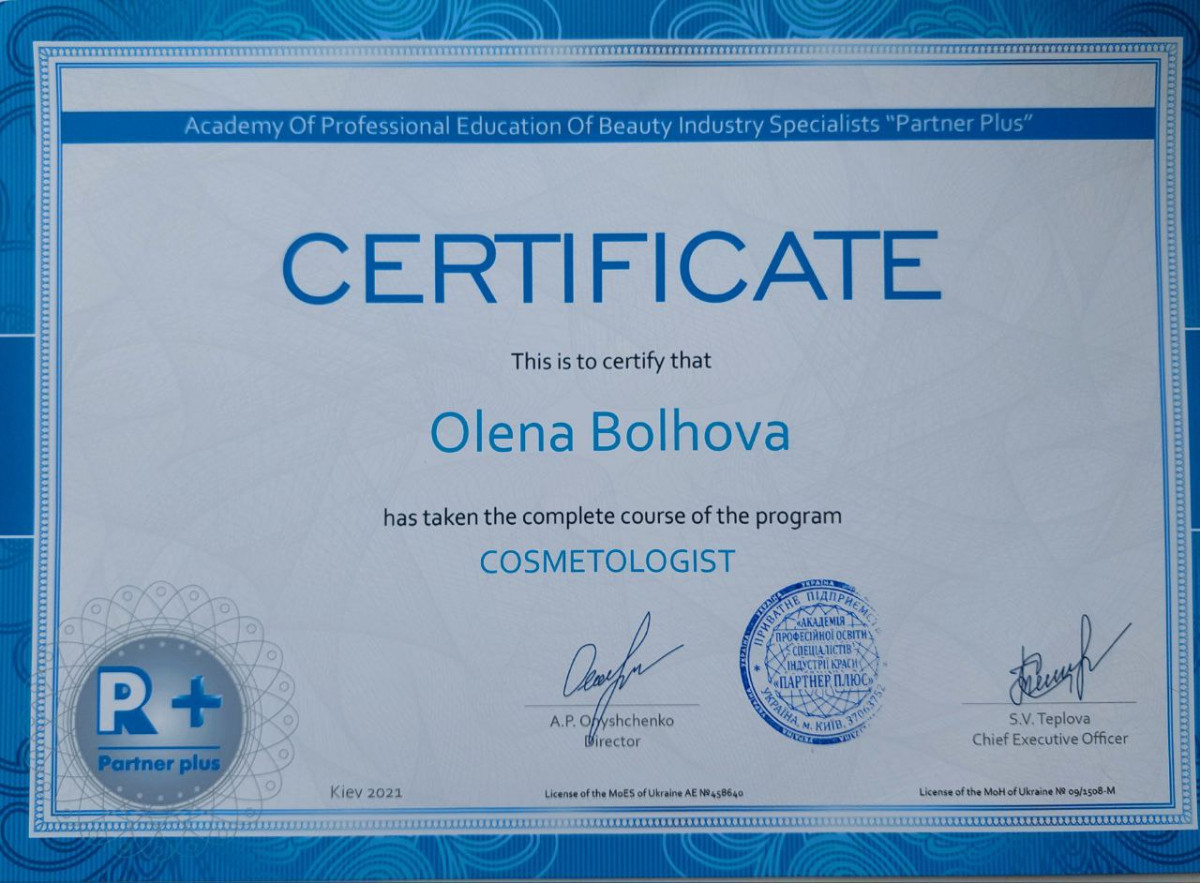 Academy Of Professional Education Of Beauty Industry Specialists “Partner Plus”
CERTIFICATE
This is to certify that
Olena Bolhova
has taken the complete course of the program
COSMETOLOGIST
A.P. Onyshchenko
Director
УКРАЇНА
ПРИВАТНЕ ПІДПРИЄМСТ
«АКАДЕМІЯ
ПРОФЕСІЙНОЇ ОСВІТИ
СПЕЦІАЛІСТІВ
ІНДУСТРІЇ КРАСИ
«ПАРТНЕР ПЛЮС»
УКРАЇНА, м. КИЇВ, 37063752
S.V. Teplova
Chief Executive Officer
P +
Partner plus
Kiev 2021
License of the MoES of Ukraine AE №458640
License of the MoH of Ukraine № 09/1508-M